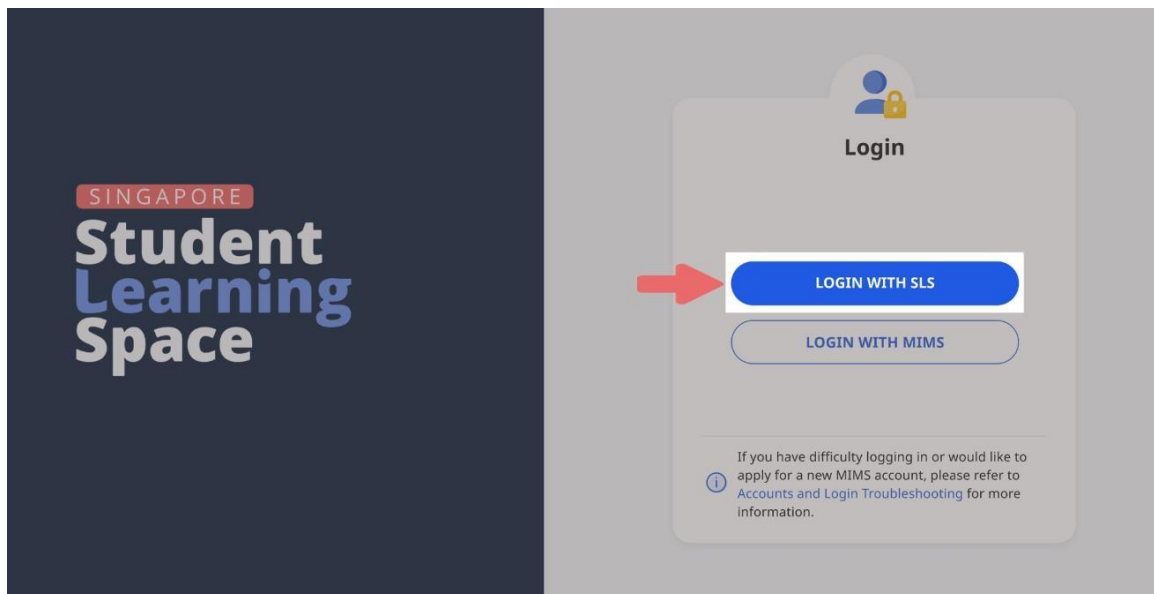 SINGAPORE
Student
Learning
Space
Login
LOGIN WITH SLS
LOGIN WITH MIMS
If you have difficulty logging in or would like to
apply for a new MIMS account, please refer to
Accounts and Login Troubleshooting for more
information.